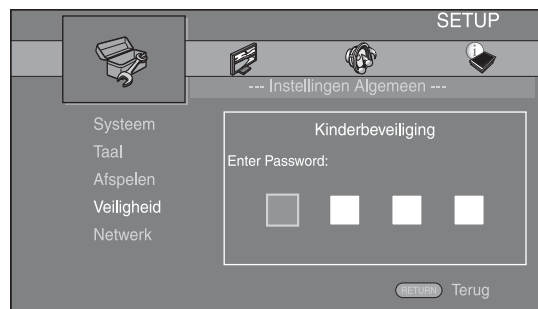 SETUP
--- Instellingen Algemeen ---
Systeem
Taal
Afspelen
Veiligheid
Netwerk
Kinderbeveiliging
Enter Password:
RETURN Terug